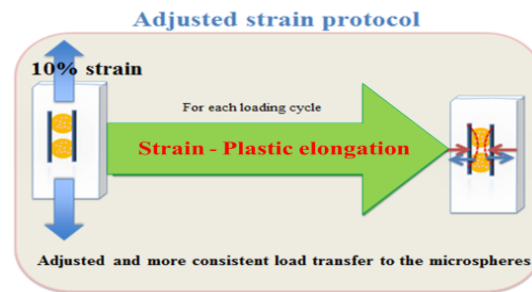 Adjusted strain protocol
10% strain
For each loading cycle
Strain - Plastic elongation
Adjusted and more consistent load transfer to the microspheres